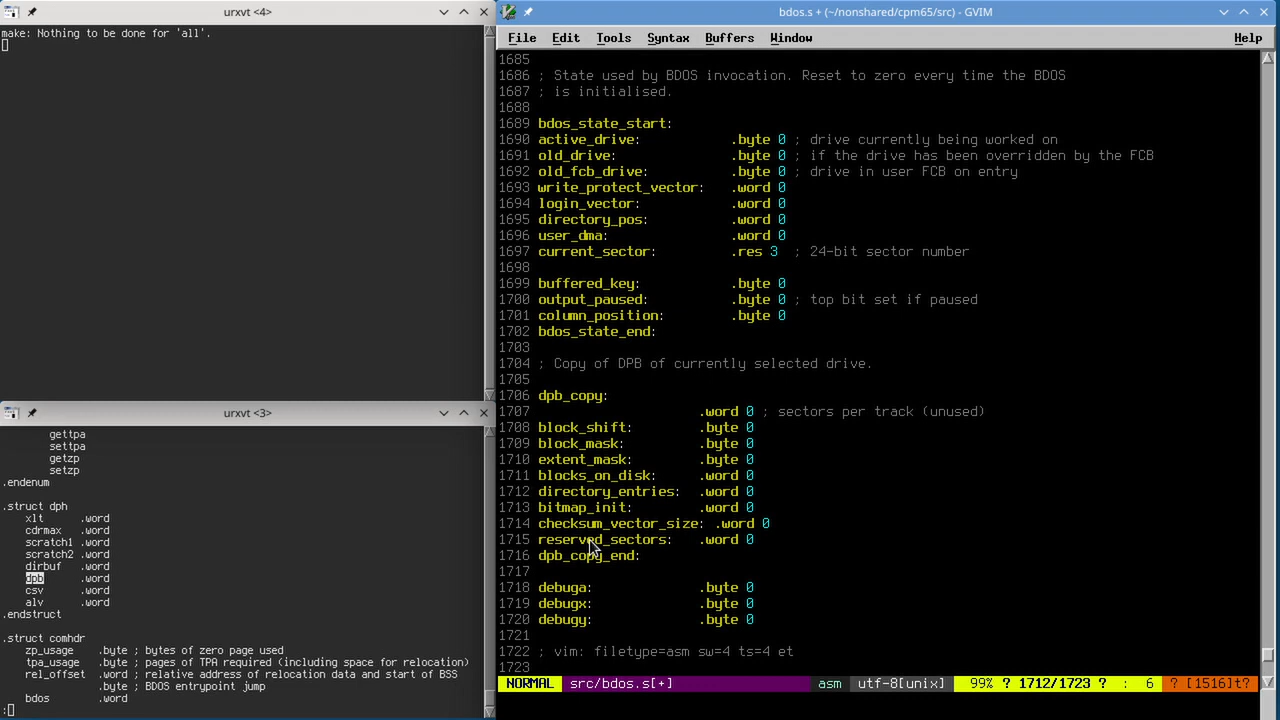 urxvt <4>
make: Nothing to be done for 'all'.
urxvt <3>
gettpa
settpa
getzp
setzp
.endenum
.struct dph
xlt .word
cdrmax .word
scratch1 .word
scratch2 .word
dirbuf .word
dpb .word
csv .word
alv .word
.endstruct
.struct comhdr
zp_usage .byte ; bytes of zero page used
tpa_usage .byte ; pages of TPA required (including space for relocation)
rel_offset .word ; relative address of relocation data and start of BSS
.byte ; BDOS entrypoint jump
bdos .word
:
bdos.s + (~/nonshared/cpm65/src) - GVIM
File Edit Tools Syntax Buffers Window Help
1685
1686 ; State used by BDOS invocation. Reset to zero every time the BDOS
1687 ; is initialised.
1688
1689 bdos_state_start:
1690 active_drive: .byte 0 ; drive currently being worked on
1691 old_drive: .byte 0 ; if the drive has been overridden by the FCB
1692 old_fcb_drive: .byte 0 ; drive in user FCB on entry
1693 write_protect_vector: .word 0
1694 login_vector: .word 0
1695 directory_pos: .word 0
1696 user_dma: .word 0
1697 current_sector: .res 3 ; 24-bit sector number
1698
1699 buffered_key: .byte 0
1700 output_paused: .byte 0 ; top bit set if paused
1701 column_position: .byte 0
1702 bdos_state_end:
1703
1704 ; Copy of DPB of currently selected drive.
1705
1706 dpb_copy:
1707 .word 0 ; sectors per track (unused)
1708 block_shift: .byte 0
1709 block_mask: .byte 0
1710 extent_mask: .byte 0
1711 blocks_on_disk: .word 0
1712 directory_entries: .word 0
1713 bitmap_init: .word 0
1714 checksum_vector_size: .word 0
1715 reserved_sectors: .word 0
1716 dpb_copy_end:
1717
1718 debuga: .byte 0
1719 debugx: .byte 0
1720 debugy: .byte 0
1721
1722 ; vim: filetype=asm sw=4 ts=4 et
1723
NORMAL src/bdos.s[+] asm utf-8[unix] 99% ? 1712/1723 ? : 6 ? [1516]t?